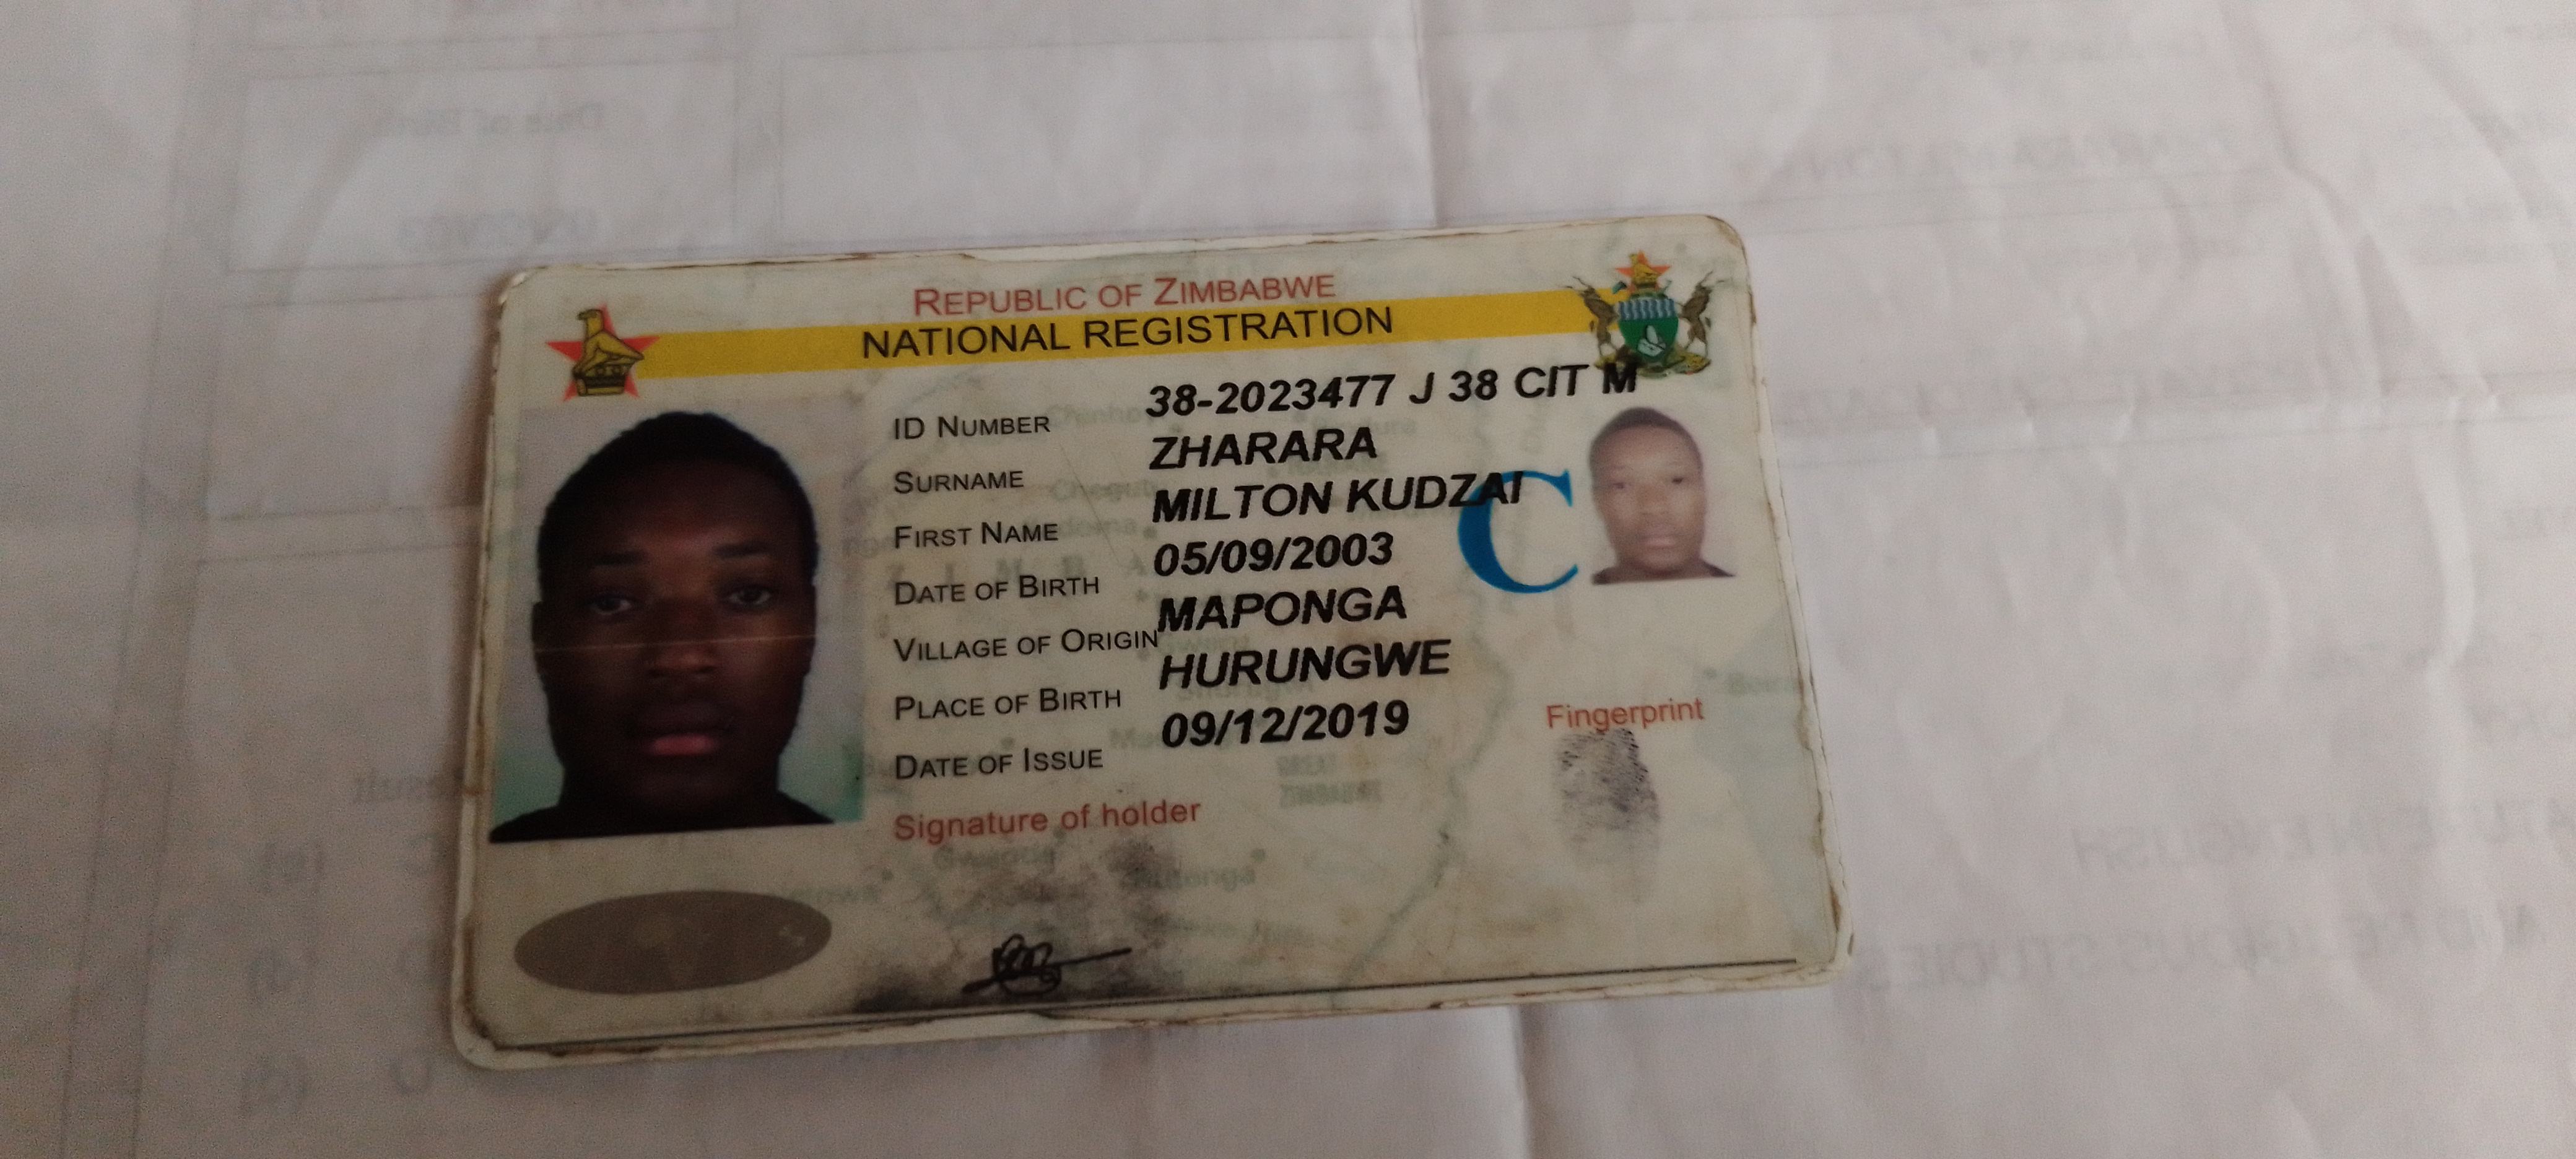 REPUBLIC OF ZIMBABWE
NATIONAL REGISTRATION
ID NUMBER 38-2023477 J 38 CIT M
SURNAME ZHARARA
FIRST NAME MILTON KUDZAI
DATE OF BIRTH 05/09/2003
VILLAGE OF ORIGIN MAPONGA
PLACE OF BIRTH HURUNGWE
DATE OF ISSUE 09/12/2019
C
Fingerprint
Signature of holder
GREAT
ZIMBABWE